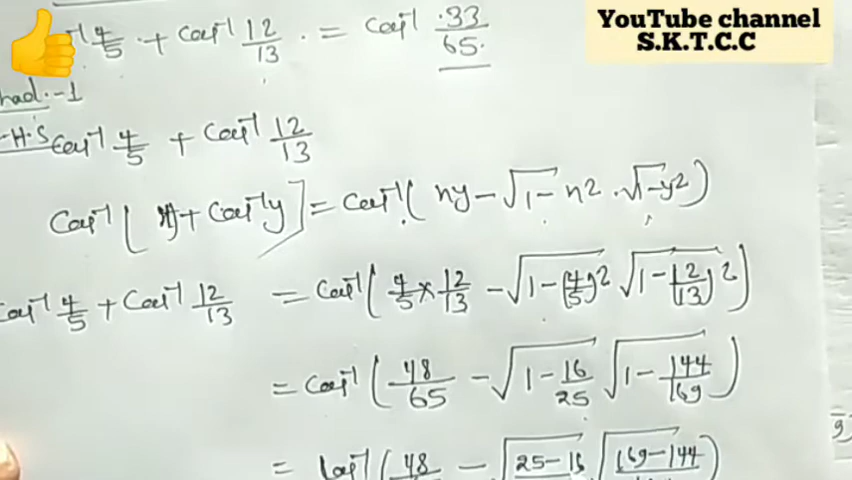 YouTube channel
S.K.T.C.C
⁻¹ 4/5 . + Cos⁻¹ 12/13 . = Cos⁻¹ .33/65.
hod.-1
-H.S Cos⁻¹ 4/5 + Cos⁻¹ 12/13
Cos⁻¹ [ x + Cos⁻¹y ] = Cos⁻¹( xy - √1-x² . √1-y² )
Cos⁻¹ 4/5 + Cos⁻¹ 12/13 = Cos⁻¹( 4/5 × 12/13 - √1-(4/5)² √1-(12/13)² )
= Cos⁻¹( 48/65 - √1-16/25 √1-144/169 )
= Cos⁻¹( 48 - √25-16 √169-144 )